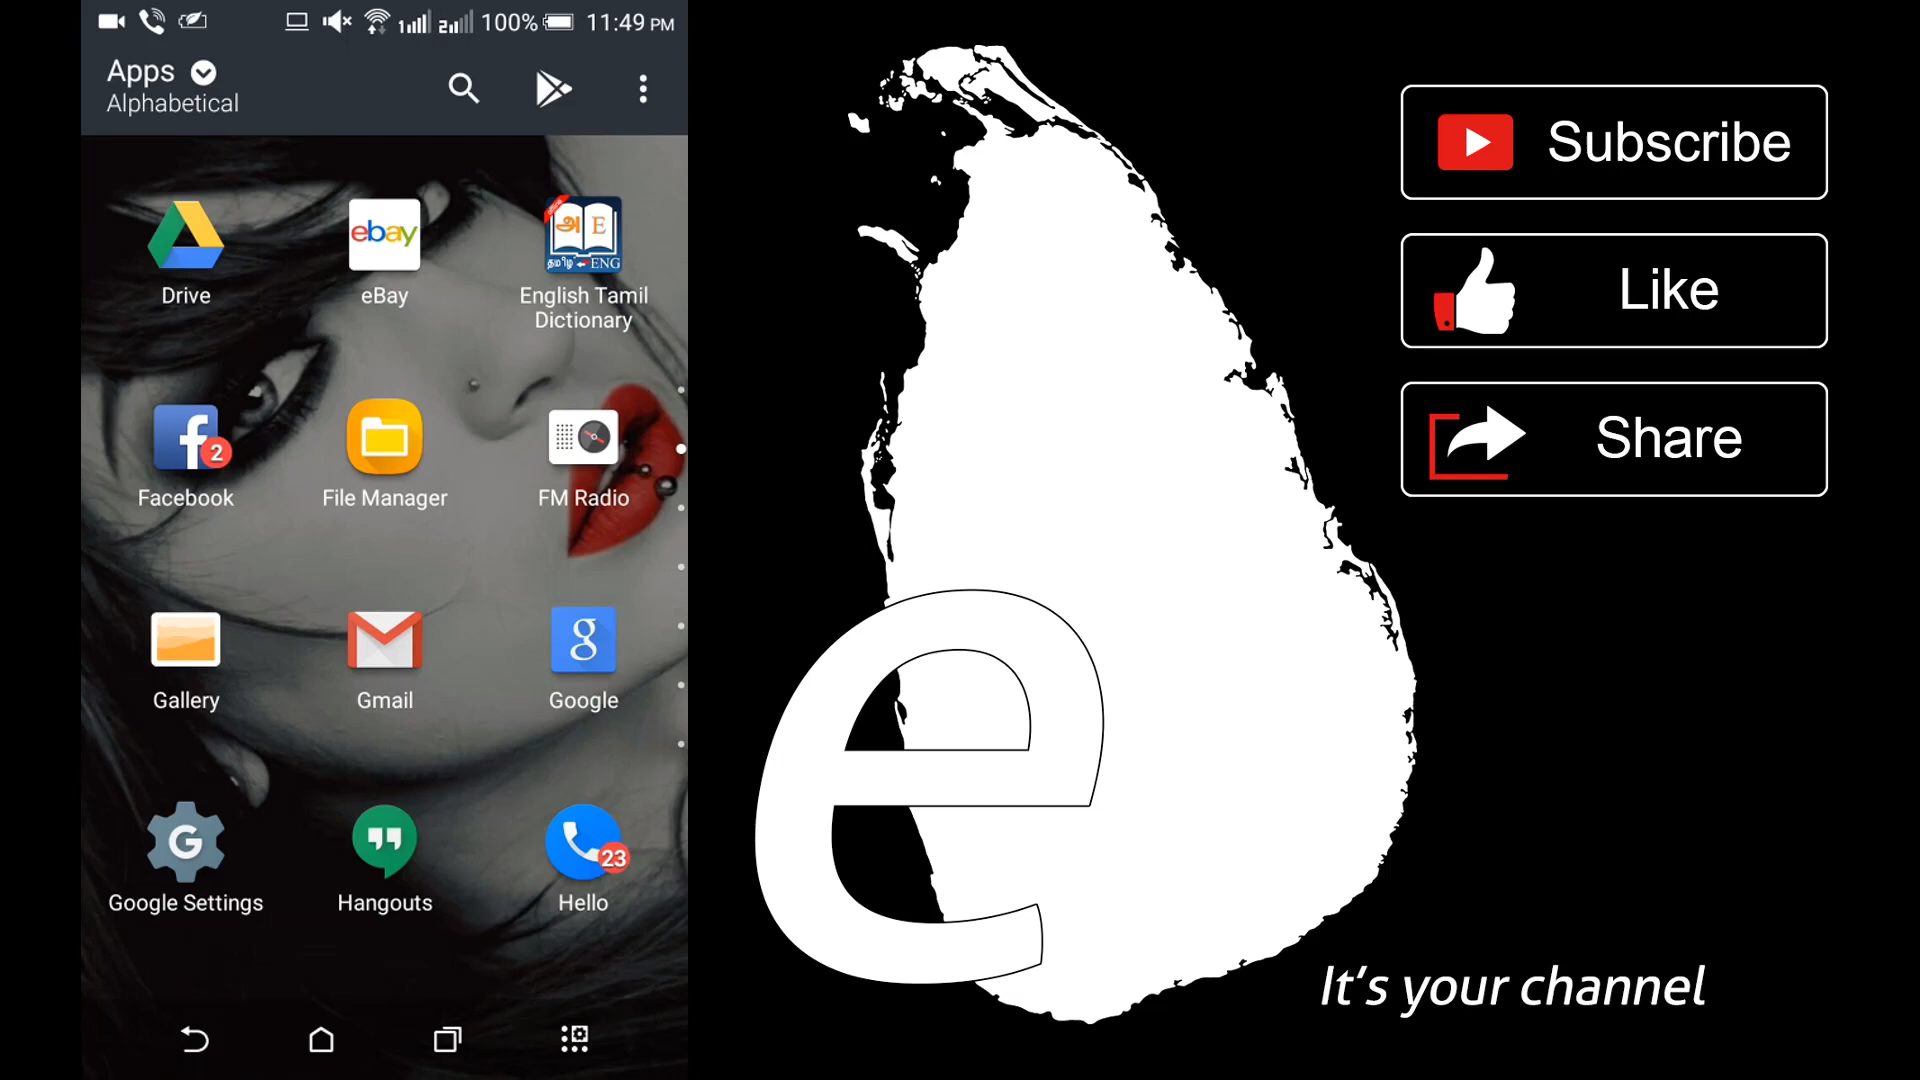 100% 11:49 PM
Apps
Alphabetical
Drive
ebay
eBay
அ E
தமிழ் ENG
English Tamil
Dictionary
f 2
Facebook
File Manager
FM Radio
Gallery
Gmail
g
Google
G
Google Settings
Hangouts
23
Hello
e
Subscribe
Like
Share
It's your channel